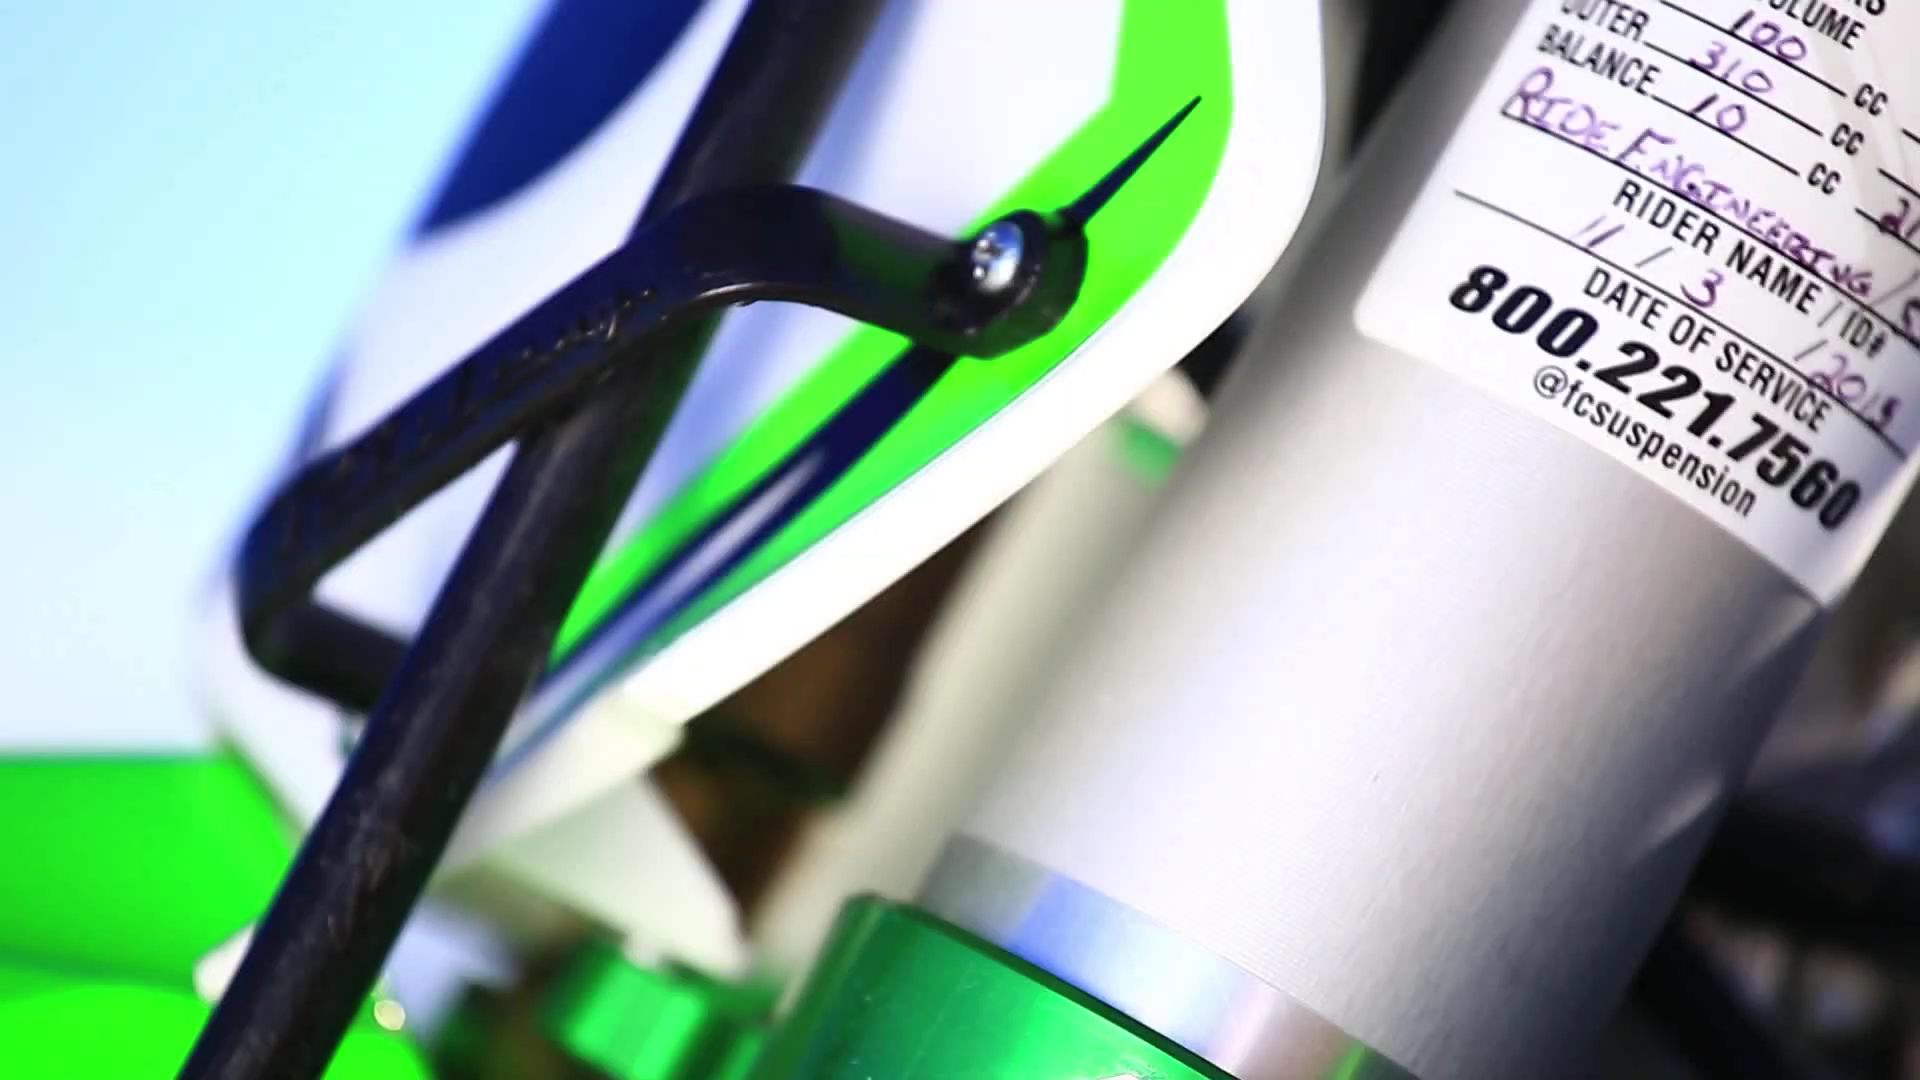 VOLUME
100 CC
OUTER 310 CC
BALANCE 10 CC
RIDE ENGINEERING /
RIDER NAME / ID#
11 / 3 / 2018
DATE OF SERVICE
800.221.7560
@fcsuspension